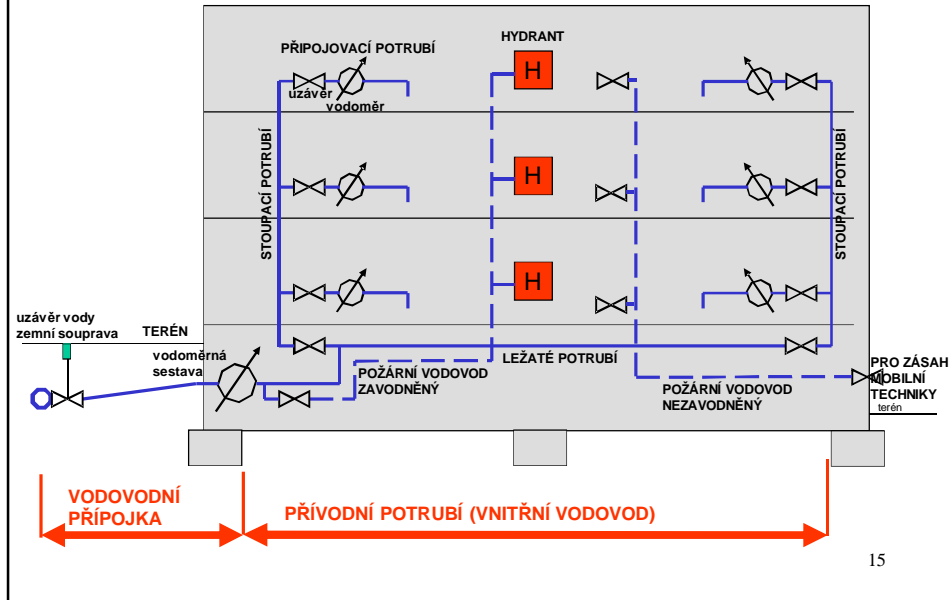 HYDRANT
PŘIPOJOVACÍ POTRUBÍ
H
uzávěr
vodoměr
STOUPACÍ POTRUBÍ
STOUPACÍ POTRUBÍ
H
H
uzávěr vody
zemní souprava
TERÉN
vodoměrná
sestava
LEŽATÉ POTRUBÍ
POŽÁRNÍ VODOVOD
ZAVODNĚNÝ
POŽÁRNÍ VODOVOD
NEZAVODNĚNÝ
PRO ZÁSAH
MOBILNÍ
TECHNIKY
terén
VODOVODNÍ
PŘÍPOJKA
PŘÍVODNÍ POTRUBÍ (VNITŘNÍ VODOVOD)
15